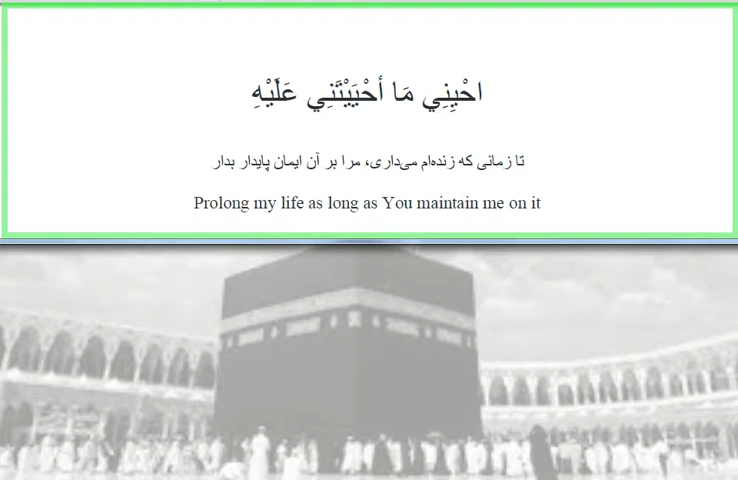 احْيِنِي مَا أحْيَيْتَنِي عَلَيْهِ
تا زمانی که زنده‌ام می‌داری، مرا بر آن ایمان پایدار بدار
Prolong my life as long as You maintain me on it